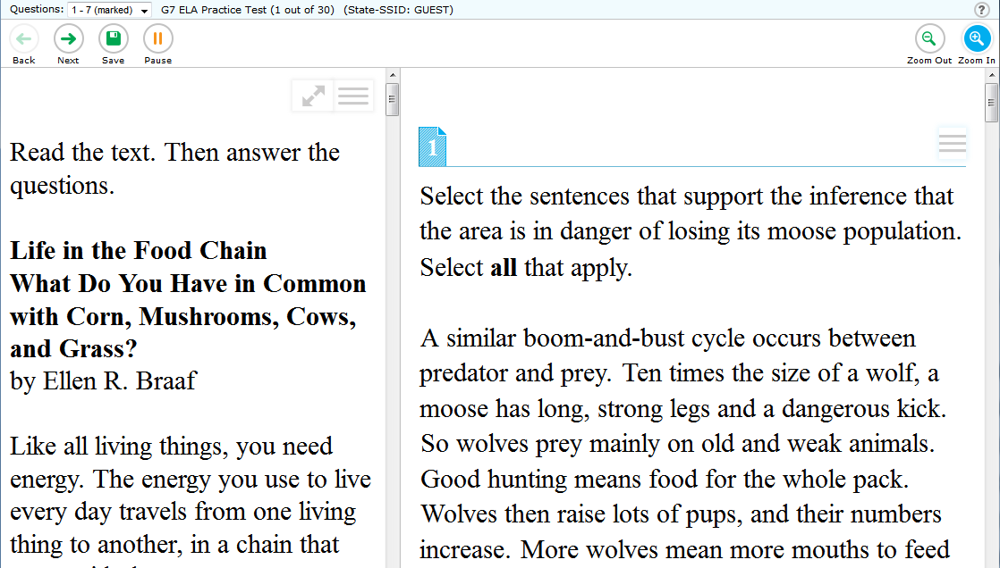 Questions: 1 - 7 (marked) G7 ELA Practice Test (1 out of 30) (State-SSID: GUEST) ?
Back Next Save Pause Zoom Out Zoom In
Read the text. Then answer the
questions.
Life in the Food Chain
What Do You Have in Common
with Corn, Mushrooms, Cows,
and Grass?
by Ellen R. Braaf
Like all living things, you need
energy. The energy you use to live
every day travels from one living
thing to another, in a chain that
1
Select the sentences that support the inference that
the area is in danger of losing its moose population.
Select all that apply.
A similar boom-and-bust cycle occurs between
predator and prey. Ten times the size of a wolf, a
moose has long, strong legs and a dangerous kick.
So wolves prey mainly on old and weak animals.
Good hunting means food for the whole pack.
Wolves then raise lots of pups, and their numbers
increase. More wolves mean more mouths to feed